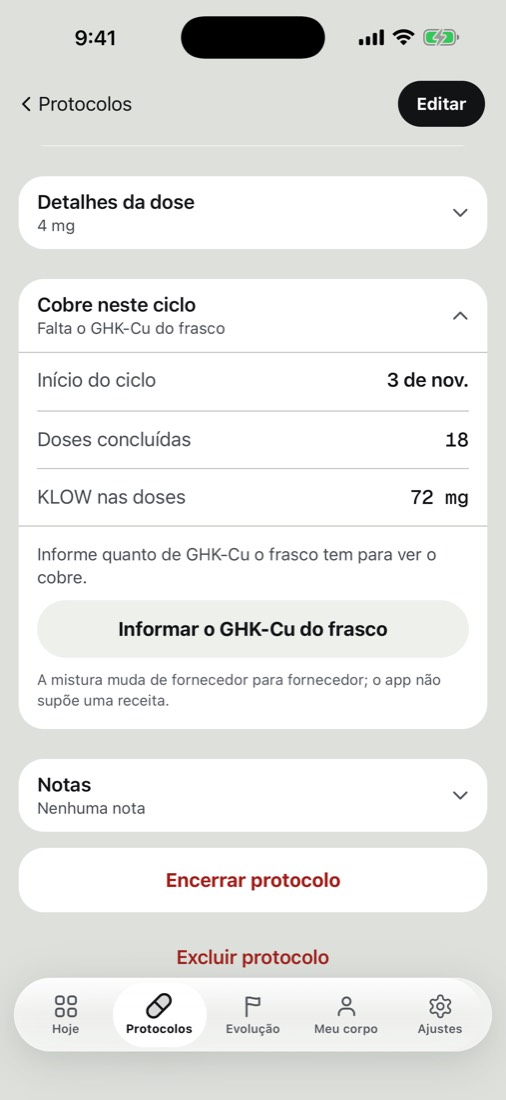 9:41
Protocolos
Editar
Detalhes da dose
4 mg
Cobre neste ciclo
Falta o GHK-Cu do frasco
Início do ciclo
3 de nov.
Doses concluídas
18
KLOW nas doses
72 mg
Informe quanto de GHK-Cu o frasco tem para ver o
cobre.
Informar o GHK-Cu do frasco
A mistura muda de fornecedor para fornecedor; o app não
supõe uma receita.
Notas
Nenhuma nota
Encerrar protocolo
Excluir protocolo
Hoje
Protocolos
Evolução
Meu corpo
Ajustes